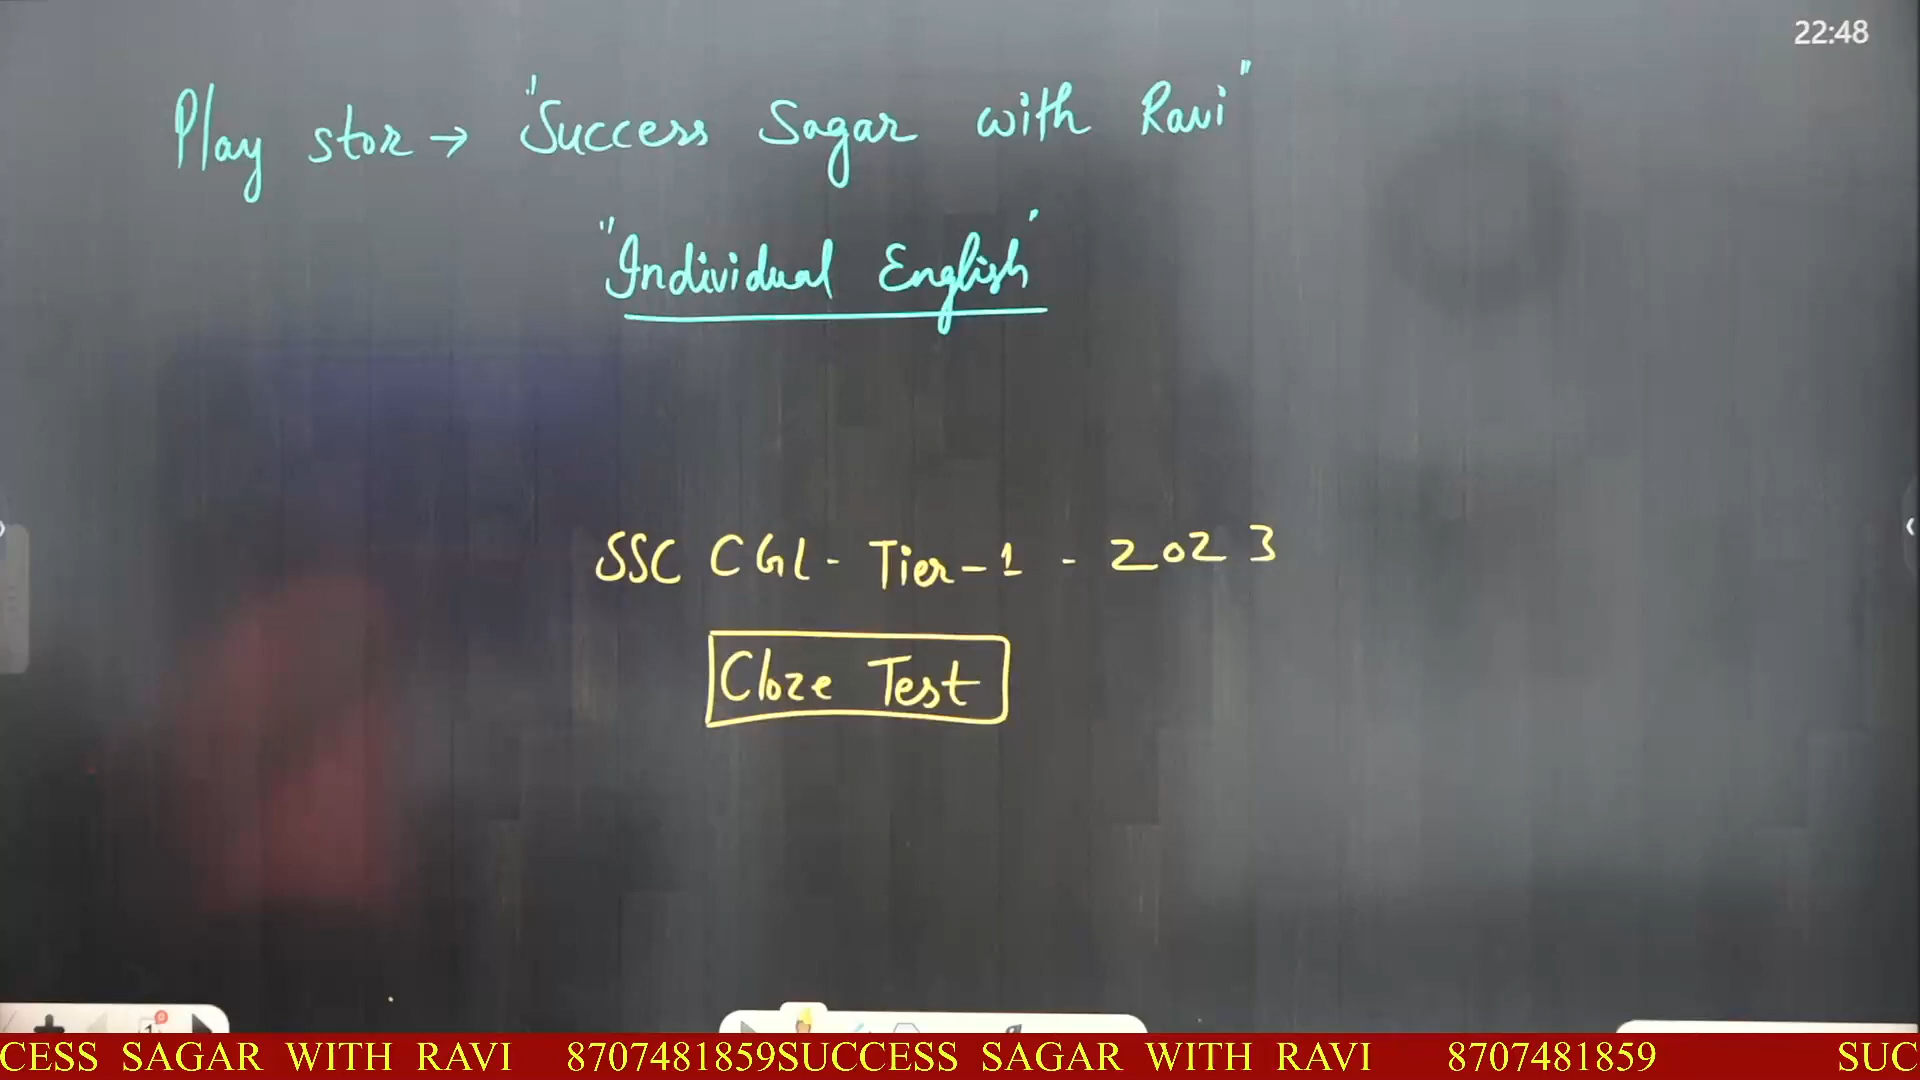 22:48
Play stor → "Success Sagar with Ravi"
"Individual English"
SSC CGL - Tier-1 - 2023
Cloze Test
CESS SAGAR WITH RAVI 8707481859SUCCESS SAGAR WITH RAVI 8707481859 SUC